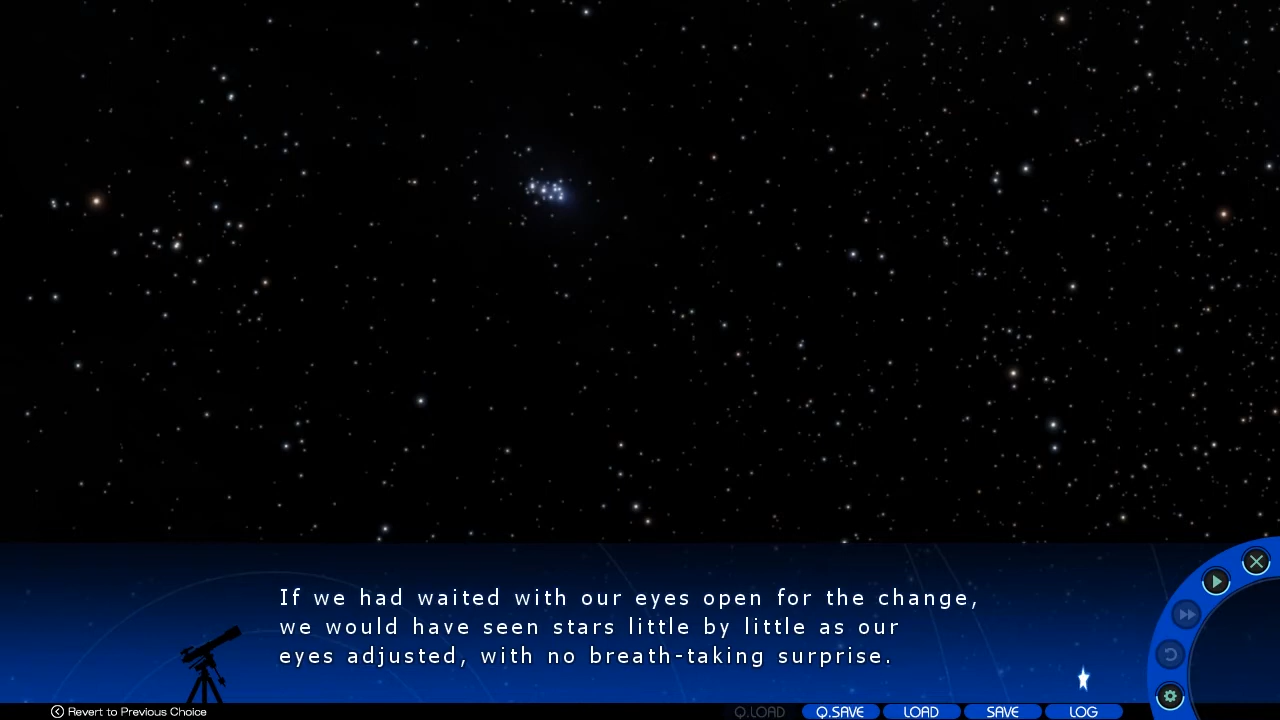 If we had waited with our eyes open for the change,
we would have seen stars little by little as our
eyes adjusted, with no breath-taking surprise.
Revert to Previous Choice
Q.LOAD
Q.SAVE
LOAD
SAVE
LOG